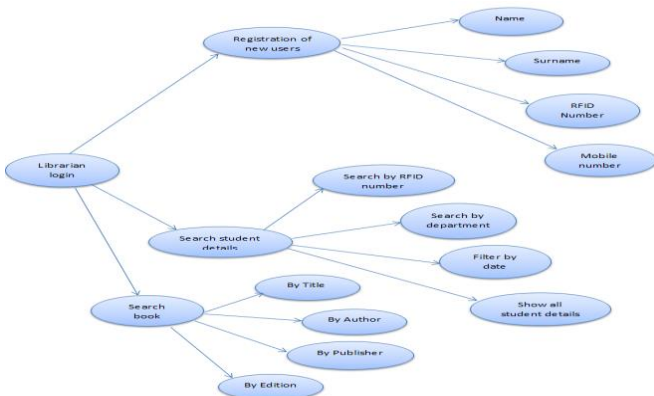 Name
Registration of
new users
Surname
RFID
Number
Mobile
number
Librarian
login
Search by RFID
number
Search by
department
Search student
details
Filter by
date
By Title
Show all
student details
Search
book
By Author
By Publisher
By Edition